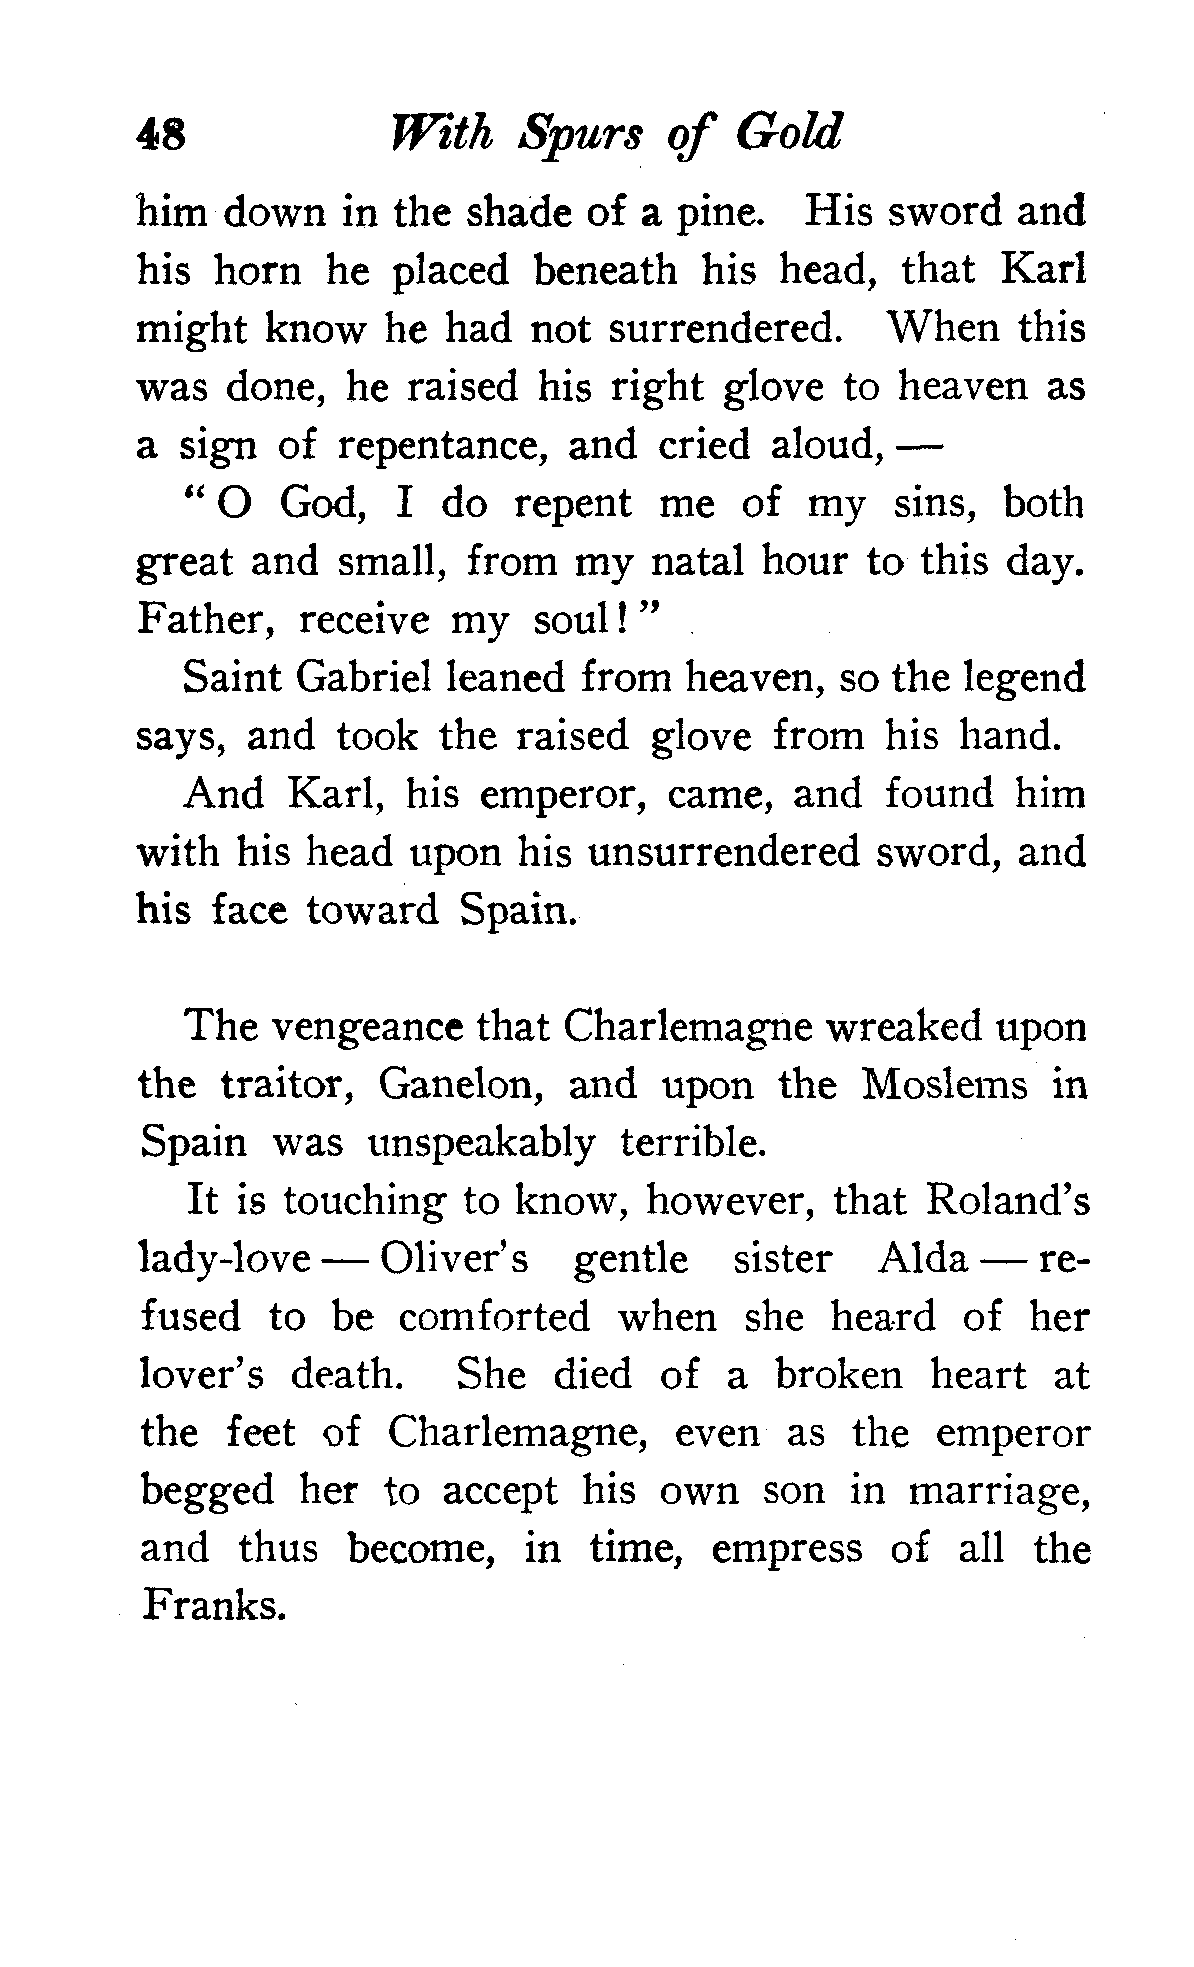 48 With Spurs of Gold
him down in the shade of a pine. His sword and
his horn he placed beneath his head, that Karl
might know he had not surrendered. When this
was done, he raised his right glove to heaven as
a sign of repentance, and cried aloud, —
“ O God, I do repent me of my sins, both
great and small, from my natal hour to this day.
Father, receive my soul! ”
Saint Gabriel leaned from heaven, so the legend
says, and took the raised glove from his hand.
And Karl, his emperor, came, and found him
with his head upon his unsurrendered sword, and
his face toward Spain.
The vengeance that Charlemagne wreaked upon
the traitor, Ganelon, and upon the Moslems in
Spain was unspeakably terrible.
It is touching to know, however, that Roland's
lady-love — Oliver's gentle sister Alda — re-
fused to be comforted when she heard of her
lover's death. She died of a broken heart at
the feet of Charlemagne, even as the emperor
begged her to accept his own son in marriage,
and thus become, in time, empress of all the
Franks.